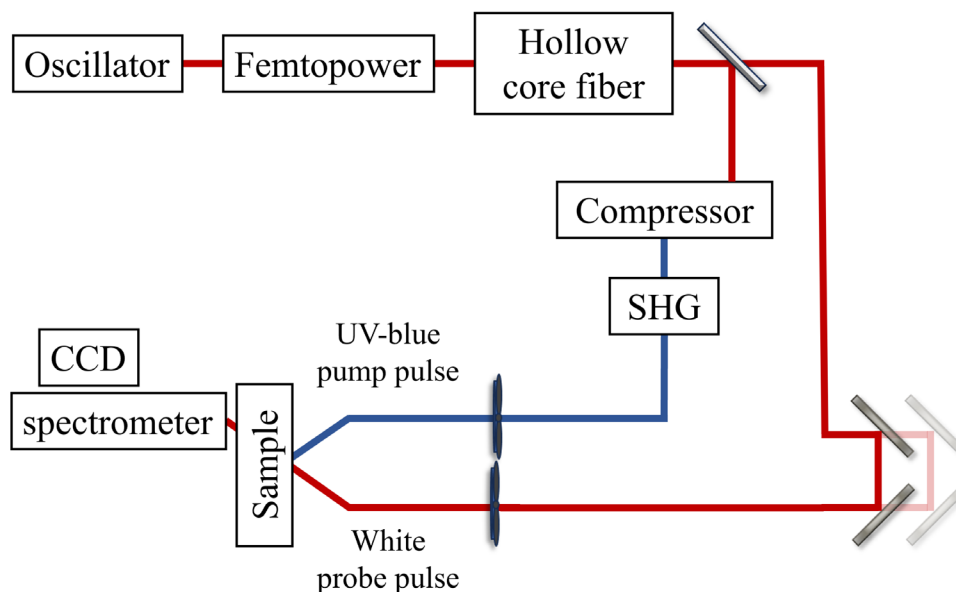 Oscillator
Femtopower
Hollow
core fiber
Compressor
SHG
UV-blue
pump pulse
CCD
spectrometer
Sample
White
probe pulse